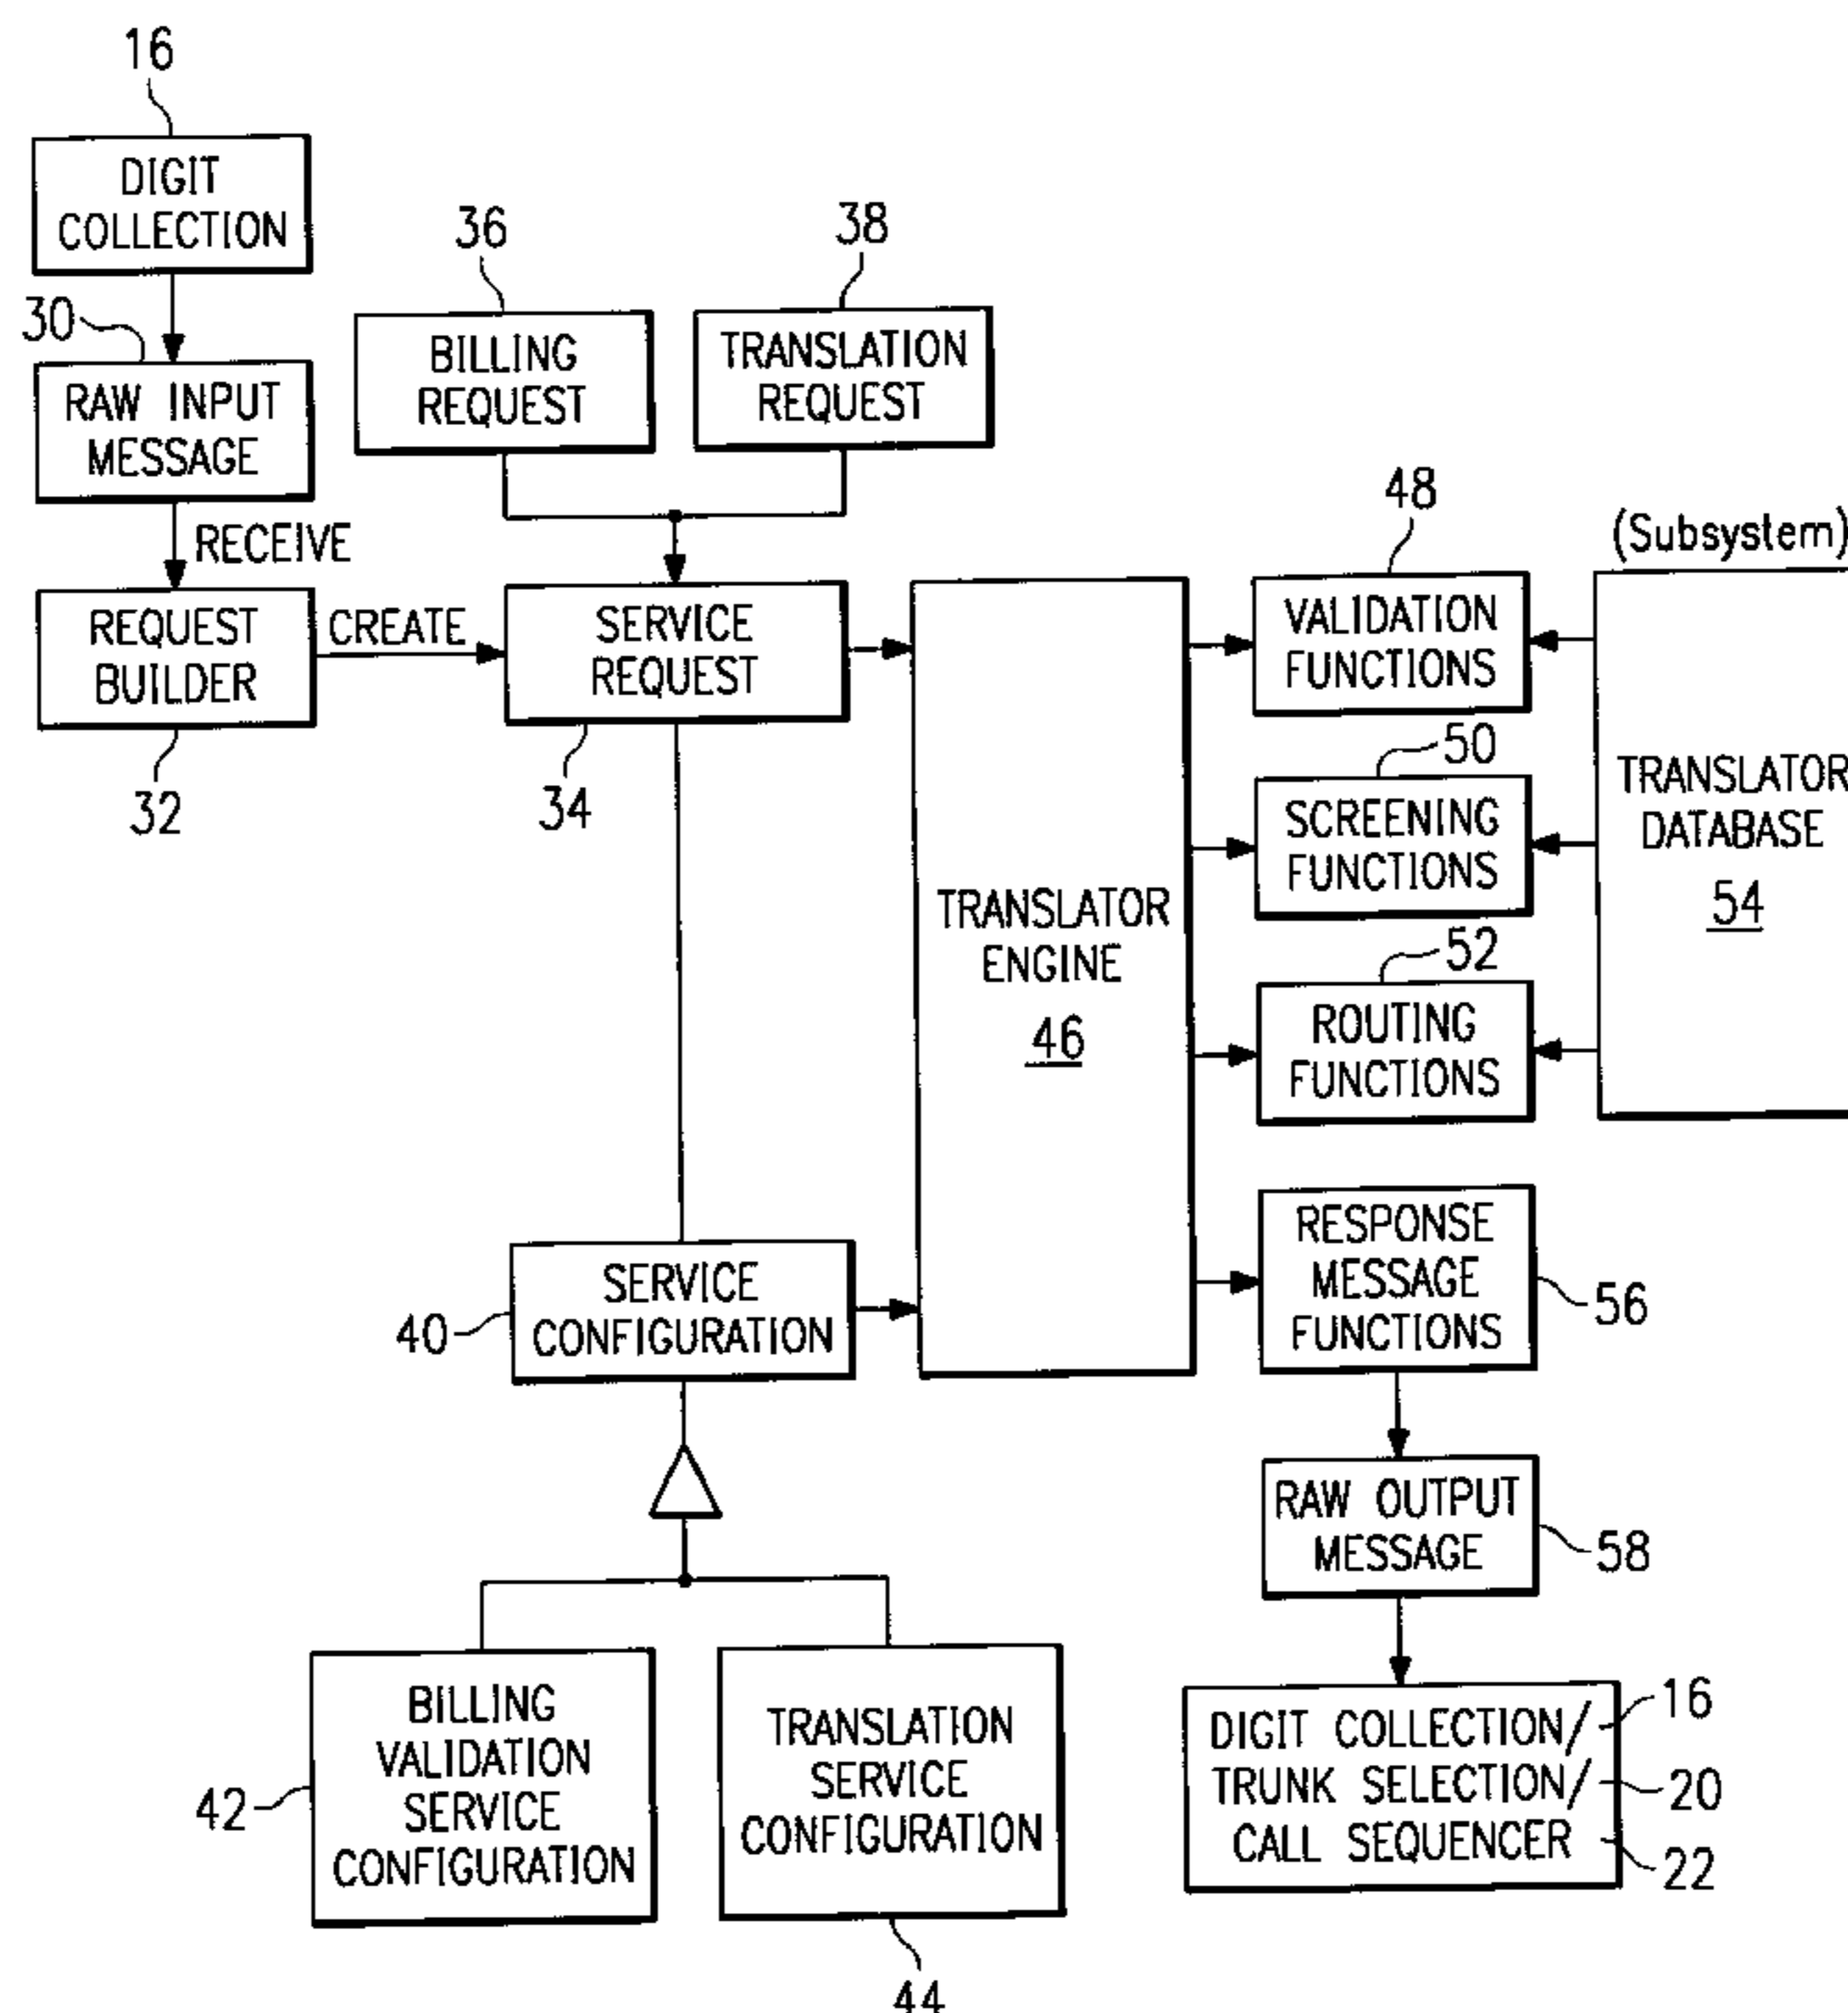 16
DIGIT
COLLECTION
30
RAW INPUT
MESSAGE
RECEIVE
REQUEST
BUILDER
32
CREATE
36
BILLING
REQUEST
38
TRANSLATION
REQUEST
SERVICE
REQUEST
34
TRANSLATOR
ENGINE
46
48
VALIDATION
FUNCTIONS
50
SCREENING
FUNCTIONS
52
ROUTING
FUNCTIONS
(Subsystem)
TRANSLATOR
DATABASE
54
SERVICE
CONFIGURATION
40
RESPONSE
MESSAGE
FUNCTIONS
56
RAW OUTPUT
MESSAGE
58
BILLING
VALIDATION
SERVICE
CONFIGURATION
42
TRANSLATION
SERVICE
CONFIGURATION
44
DIGIT COLLECTION/ 16
TRUNK SELECTION/ 20
CALL SEQUENCER 22